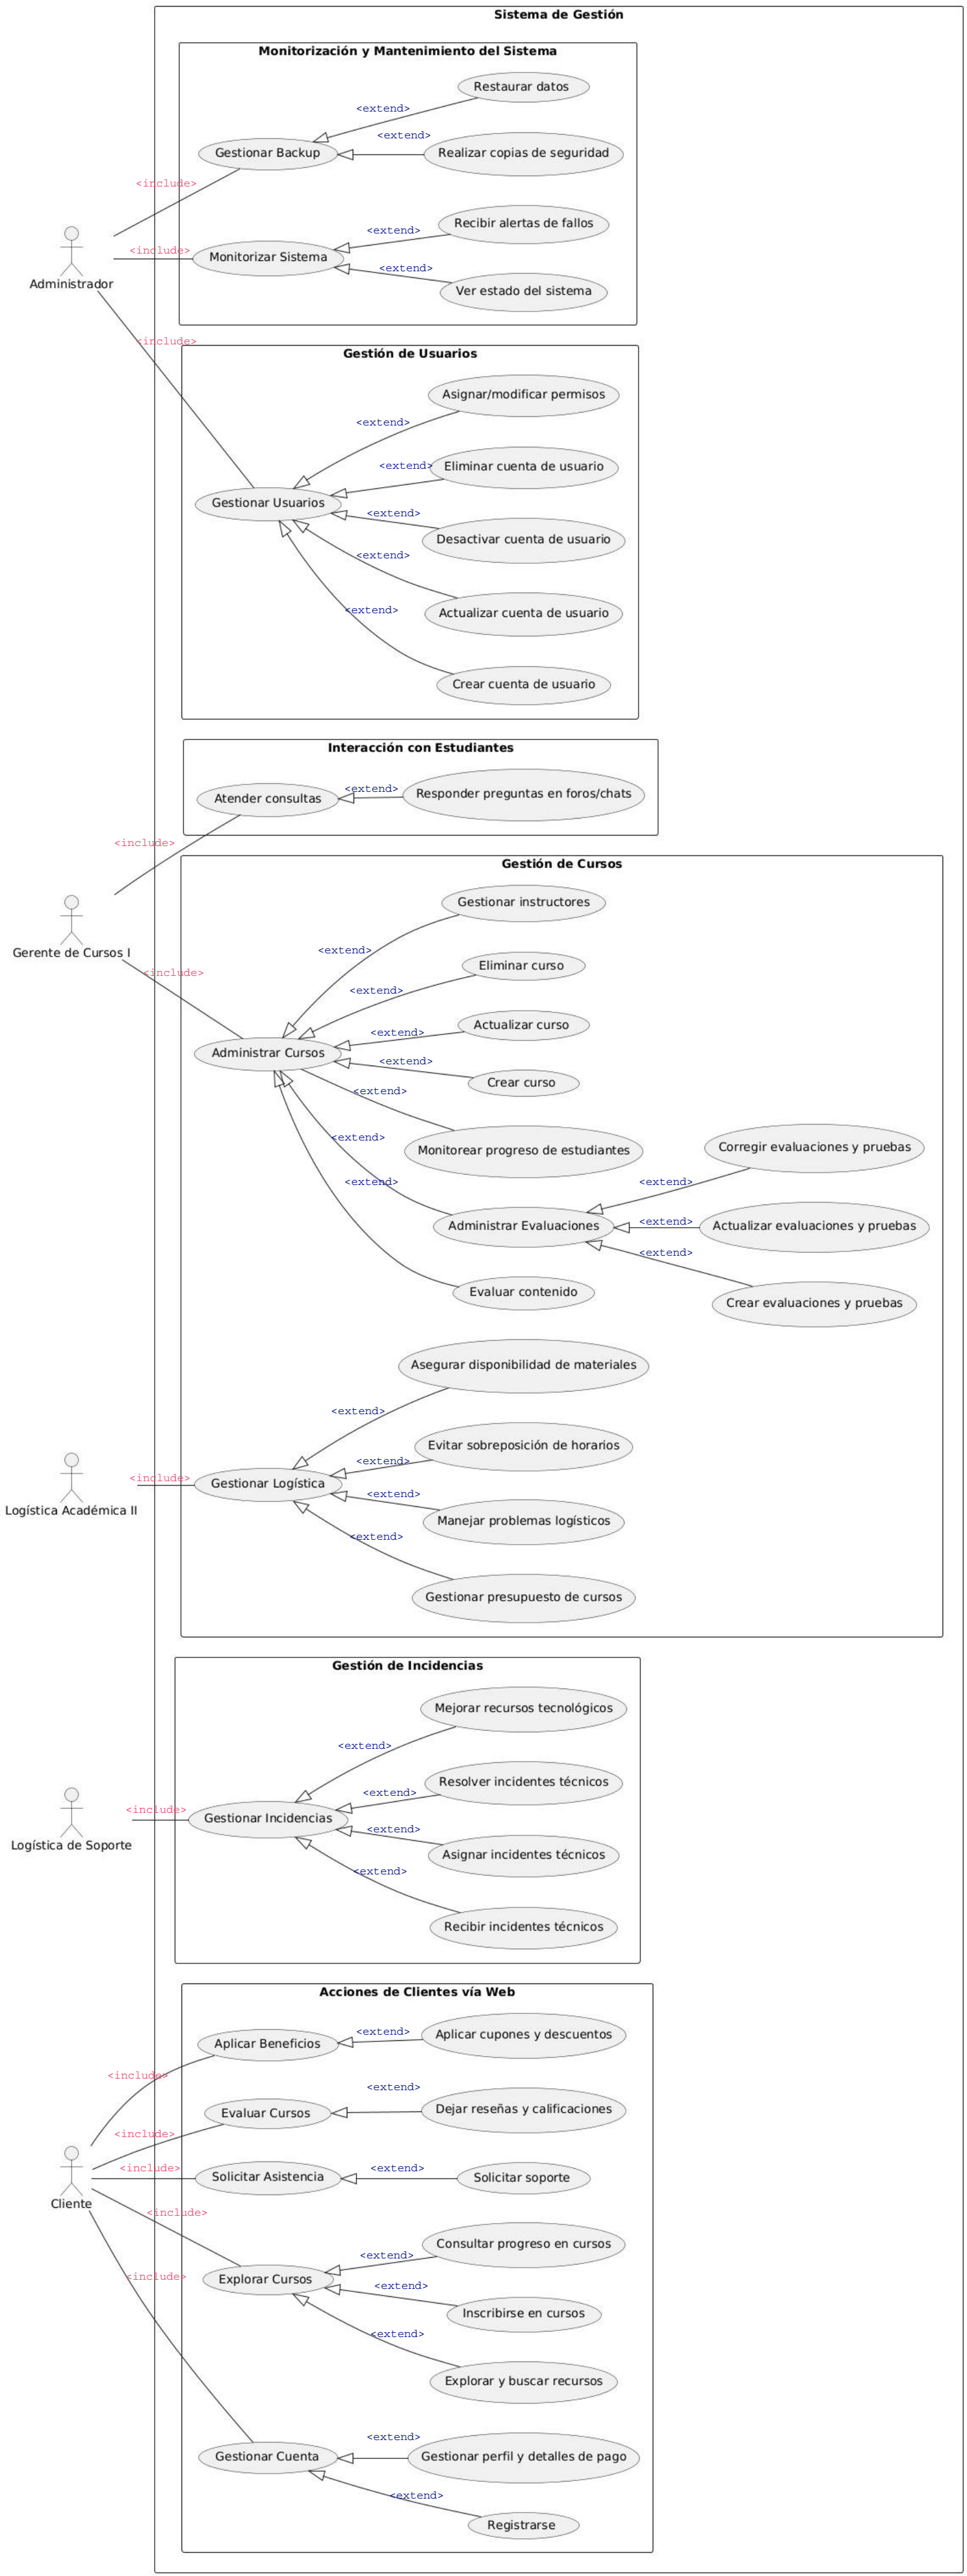 Sistema de Gestión
Monitorización y Mantenimiento del Sistema
Restaurar datos
<extend>
<extend>
Gestionar Backup
Realizar copias de seguridad
<include>
Recibir alertas de fallos
<extend>
<include>
Monitorizar Sistema
<extend>
Administrador
Ver estado del sistema
<include>
Gestión de Usuarios
Asignar/modificar permisos
<extend>
<extend>
Eliminar cuenta de usuario
Gestionar Usuarios
<extend>
Desactivar cuenta de usuario
<extend>
<extend>
Actualizar cuenta de usuario
Crear cuenta de usuario
Interacción con Estudiantes
<extend>
Atender consultas
Responder preguntas en foros/chats
<include>
Gestión de Cursos
Gestionar instructores
Gerente de Cursos I
<extend>
<include>
Eliminar curso
<extend>
Actualizar curso
<extend>
Administrar Cursos
<extend>
Crear curso
<extend>
<extend>
Monitorear progreso de estudiantes
Corregir evaluaciones y pruebas
<extend>
<extend>
Administrar Evaluaciones
<extend>
Actualizar evaluaciones y pruebas
<extend>
Evaluar contenido
Crear evaluaciones y pruebas
Asegurar disponibilidad de materiales
<extend>
Evitar sobreposición de horarios
<extend>
<include>
Gestionar Logística
<extend>
Logística Académica II
Manejar problemas logísticos
<extend>
Gestionar presupuesto de cursos
Gestión de Incidencias
Mejorar recursos tecnológicos
<extend>
Resolver incidentes técnicos
<extend>
<include>
Gestionar Incidencias
<extend>
Logística de Soporte
Asignar incidentes técnicos
<extend>
Recibir incidentes técnicos
Acciones de Clientes vía Web
<extend>
Aplicar Beneficios
Aplicar cupones y descuentos
<include>
<extend>
Evaluar Cursos
Dejar reseñas y calificaciones
<include>
<include>
<extend>
Solicitar Asistencia
Solicitar soporte
Cliente
<include>
Consultar progreso en cursos
<extend>
<include>
Explorar Cursos
<extend>
Inscribirse en cursos
<extend>
Explorar y buscar recursos
<extend>
Gestionar Cuenta
Gestionar perfil y detalles de pago
<extend>
Registrarse